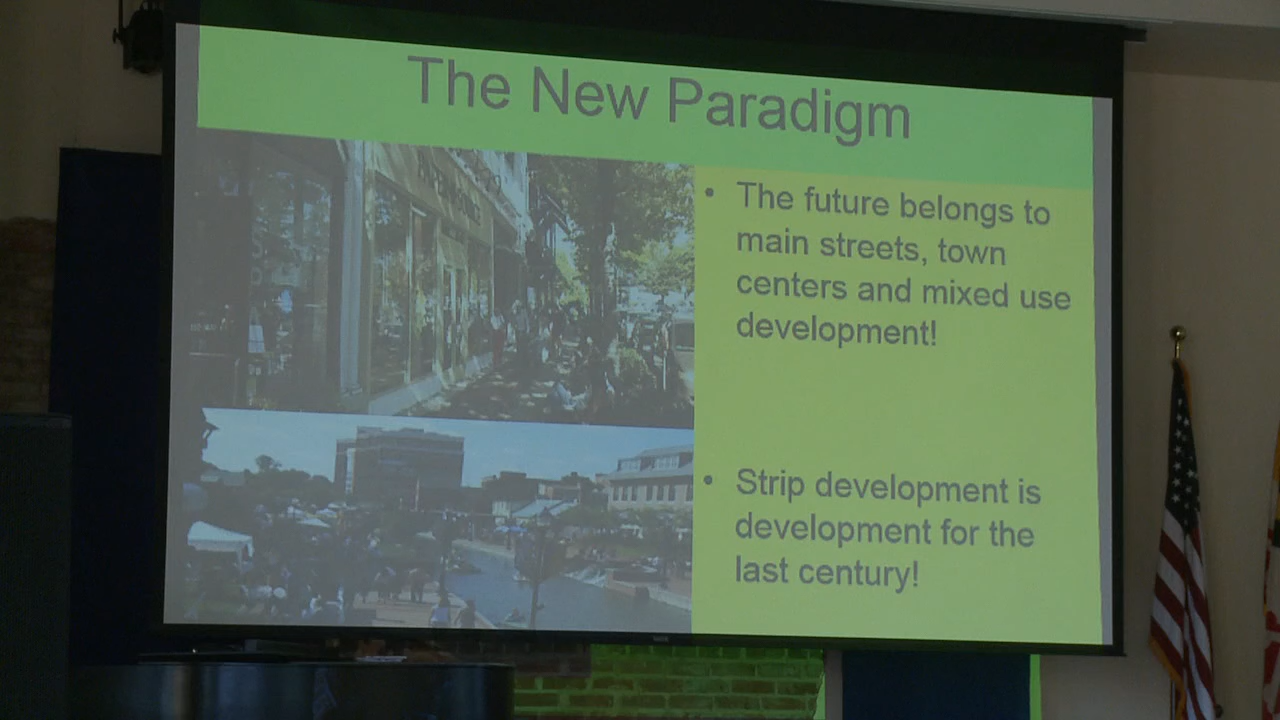 The New Paradigm
• The future belongs to
main streets, town
centers and mixed use
development!
• Strip development is
development for the
last century!